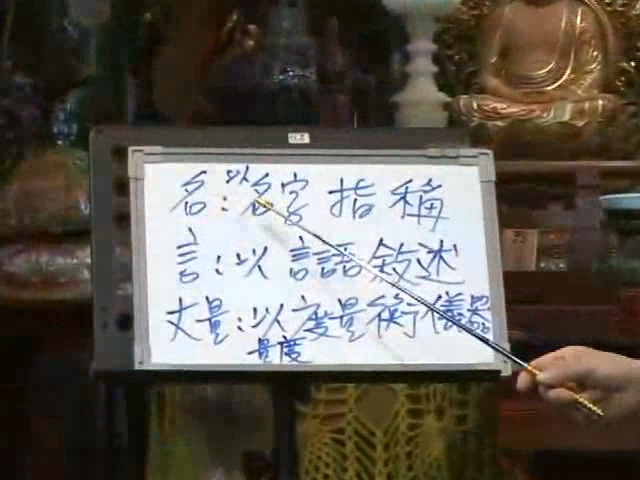 名：以名字指稱
言：以言語敘述
丈量：以度量衡儀器
量度